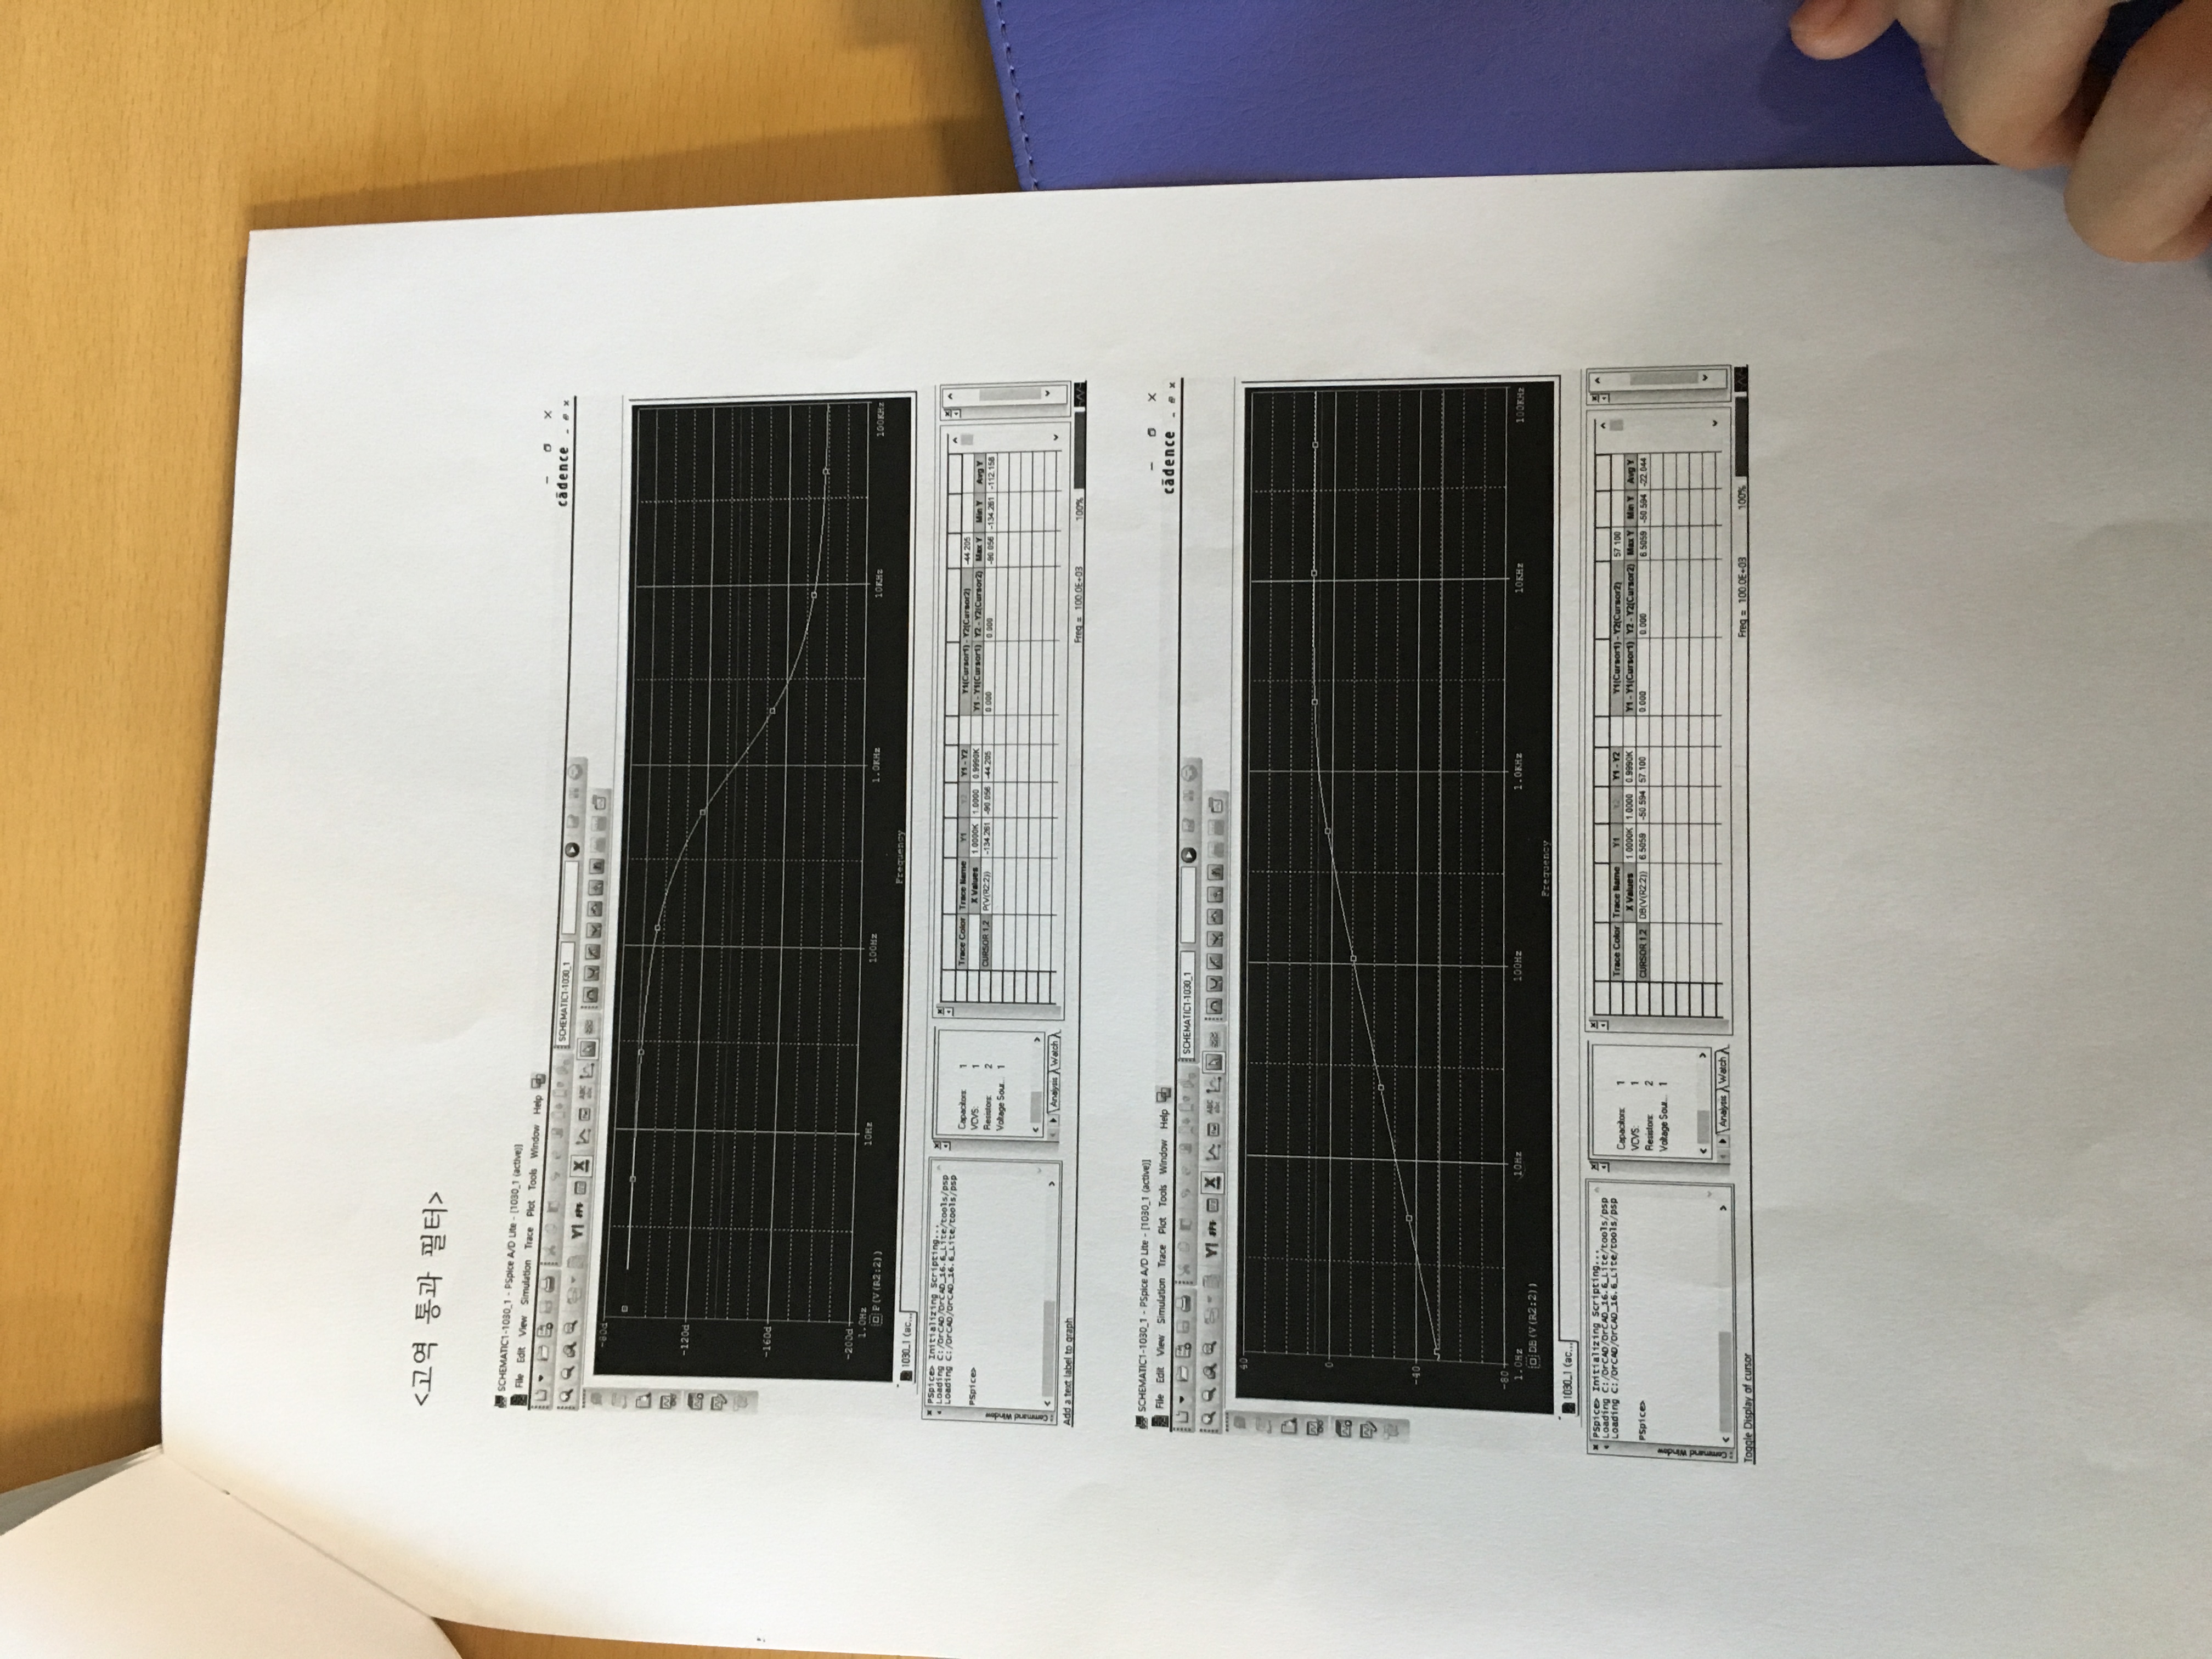 <고역 통과 필터>
SCHEMATIC1-1030_1 - PSpice A/D Lite - [1030_1 (active)]
File Edit View Simulation Trace Plot Tools Window Help
cādence
SCHEMATIC1-1030_1
-80d
-120d
-160d
-200d
1.0Hz 10Hz 100Hz 1.0KHz 10KHz 100KHz
P(V(R2:2))
Frequency
1030_1 (ac...
Command Window
PSpice> Initializing Scripting...
Loading C:/OrCAD/OrCAD_16.6_Lite/tools/psp
Loading C:/OrCAD/OrCAD_16.6_Lite/tools/psp
PSpice>
Capacitors: 1
VCVS: 1
Resistors: 2
Voltage Sour... 1
Analysis Watch
Trace Color Trace Name Y1 Y2 Y1 - Y2 Y1(Cursor1) - Y2(Cursor2) -44.205
X Values 1.0000K 1.0000 0.9990K Y1 - Y1(Cursor1) Y2 - Y2(Cursor2) Max Y Min Y Avg Y
CURSOR 1,2 P(V(R2:2)) -134.261 -90.056 -44.205 0.000 0.000 -90.056 -134.261 -112.158
Add a text label to graph
Freq = 100.0E+03 100%
SCHEMATIC1-1030_1 - PSpice A/D Lite - [1030_1 (active)]
File Edit View Simulation Trace Plot Tools Window Help
cādence
SCHEMATIC1-1030_1
40
0
-40
-80
1.0Hz 10Hz 100Hz 1.0KHz 10KHz 100KHz
DB(V(R2:2))
Frequency
1030_1 (ac...
Command Window
PSpice> Initializing Scripting...
Loading C:/OrCAD/OrCAD_16.6_Lite/tools/psp
Loading C:/OrCAD/OrCAD_16.6_Lite/tools/psp
PSpice>
Capacitors: 1
VCVS: 1
Resistors: 2
Voltage Sour... 1
Analysis Watch
Trace Color Trace Name Y1 Y2 Y1 - Y2 Y1(Cursor1) - Y2(Cursor2) 57.100
X Values 1.0000K 1.0000 0.9990K Y1 - Y1(Cursor1) Y2 - Y2(Cursor2) Max Y Min Y Avg Y
CURSOR 1,2 DB(V(R2:2)) 6.5059 -50.594 57.100 0.000 0.000 6.5059 -50.594 -22.044
Toggle Display of cursor
Freq = 100.0E+03 100%